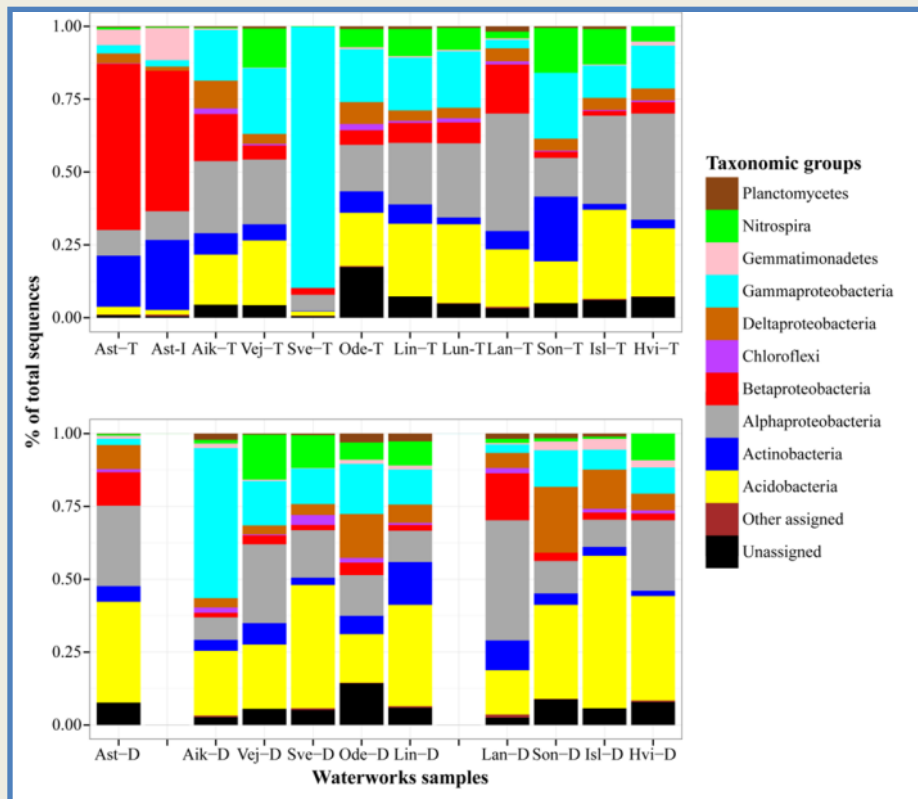 1.00
0.75
0.50
0.25
0.00
Ast−T Ast-I Aik−T Vej−T Sve−T Ode-T Lin−T Lun-T Lan−T Son−T Isl−T Hvi−T
% of total sequences
1.00
0.75
0.50
0.25
0.00
Ast−D Aik−D Vej−D Sve−D Ode−D Lin−D Lan−D Son−D Isl−D Hvi−D
Waterworks samples
Taxonomic groups
Planctomycetes
Nitrospira
Gemmatimonadetes
Gammaproteobacteria
Deltaproteobacteria
Chloroflexi
Betaproteobacteria
Alphaproteobacteria
Actinobacteria
Acidobacteria
Other assigned
Unassigned